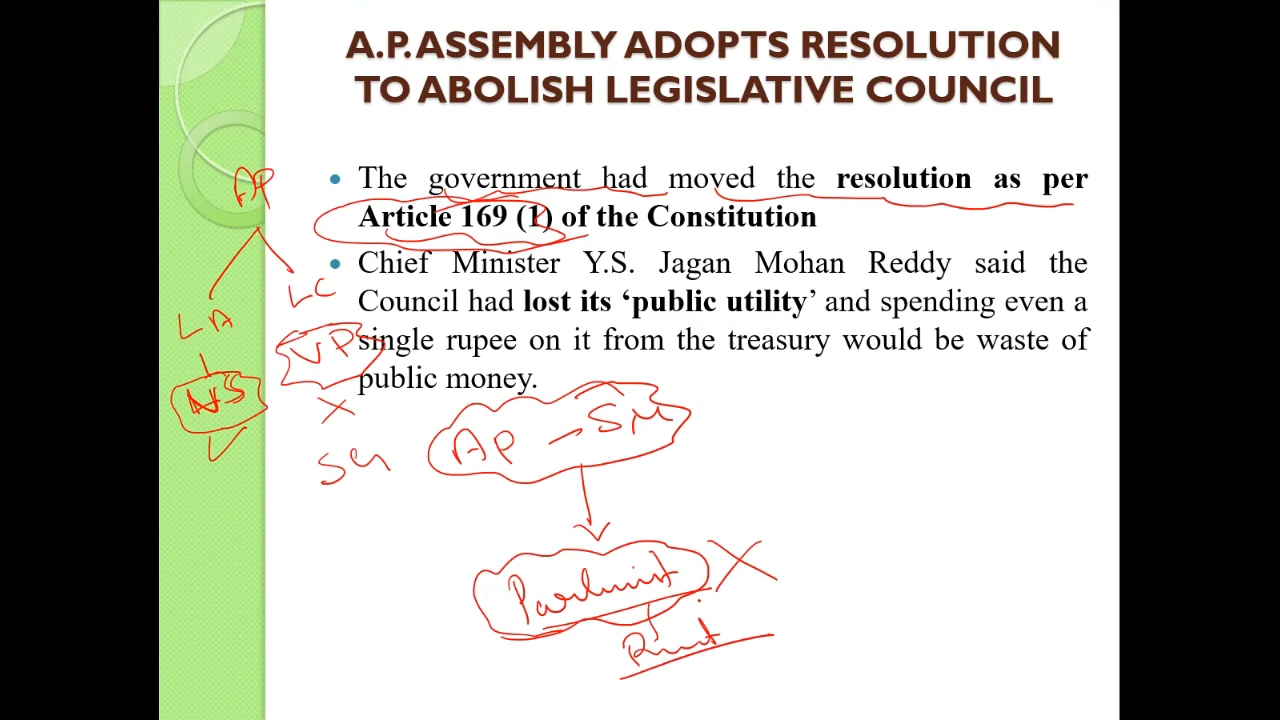 A.P. ASSEMBLY ADOPTS RESOLUTION
TO ABOLISH LEGISLATIVE COUNCIL
• The government had moved the resolution as per
Article 169 (1) of the Constitution
• Chief Minister Y.S. Jagan Mohan Reddy said the
Council had lost its ‘public utility’ and spending even a
single rupee on it from the treasury would be waste of
public money.
AP
LA
LC
VP
AP – SM